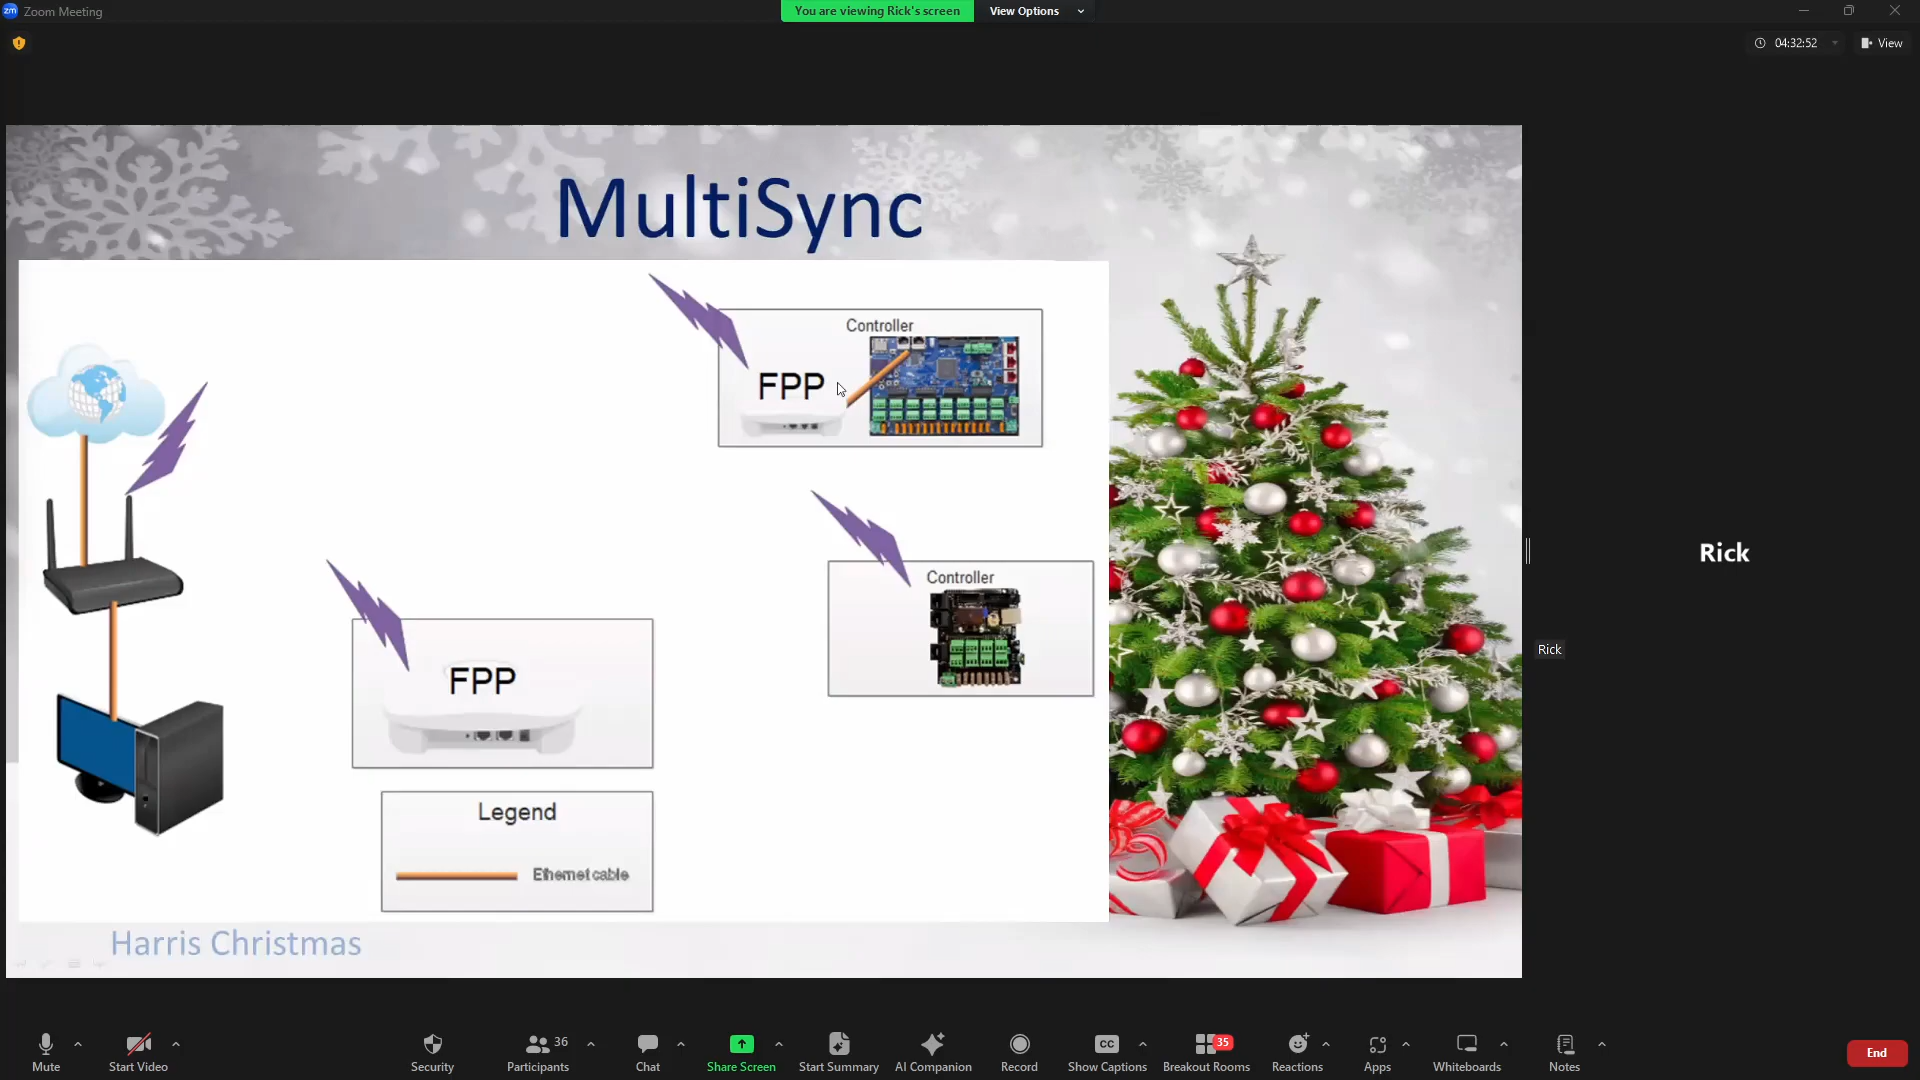 zm Zoom Meeting
You are viewing Rick's screen
View Options
04:32:52
View
MultiSync
Controller
FPP
Controller
FPP
Legend
Ethernet cable
Harris Christmas
Rick
Rick
Mute
Start Video
Security
Participants
36
Chat
Share Screen
Start Summary
AI Companion
Record
CC
Show Captions
35
Breakout Rooms
Reactions
Apps
Whiteboards
Notes
End